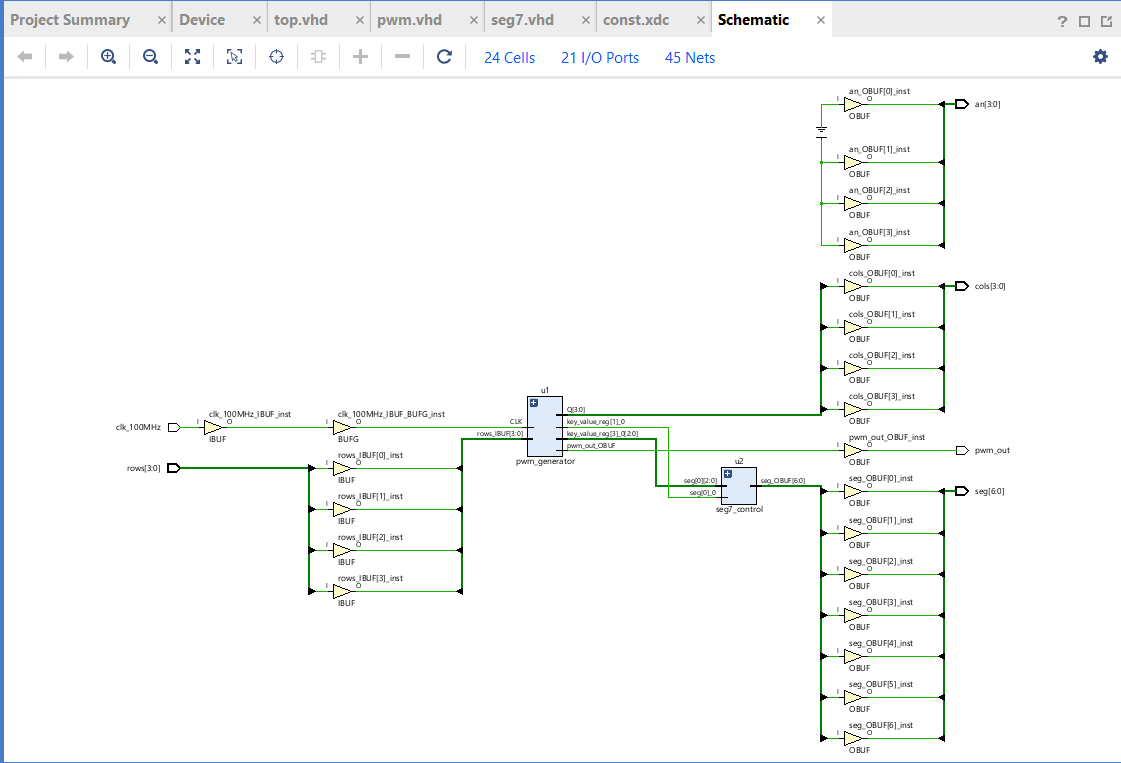 Project Summary × Device × top.vhd × pwm.vhd × seg7.vhd × const.xdc × Schematic × ?
24 Cells 21 I/O Ports 45 Nets
an_OBUF[0]_inst
I O
OBUF
an[3:0]
an_OBUF[1]_inst
I O
OBUF
an_OBUF[2]_inst
I O
OBUF
an_OBUF[3]_inst
I O
OBUF
cols_OBUF[0]_inst
I O
OBUF
cols[3:0]
cols_OBUF[1]_inst
I O
OBUF
cols_OBUF[2]_inst
I O
OBUF
cols_OBUF[3]_inst
I O
OBUF
clk_100MHz
clk_100MHz_IBUF_inst
I O
IBUF
clk_100MHz_IBUF_BUFG_inst
I O
BUFG
rows[3:0]
rows_IBUF[0]_inst
I O
IBUF
rows_IBUF[1]_inst
I O
IBUF
rows_IBUF[2]_inst
I O
IBUF
rows_IBUF[3]_inst
I O
IBUF
u1
CLK
rows_IBUF[3:0]
Q[3:0]
key_value_reg[1]_0
key_value_reg[3]_0[2:0]
pwm_out_OBUF
pwm_generator
u2
seg[0][2:0]
seg[0]_0
seg_OBUF[6:0]
seg7_control
pwm_out_OBUF_inst
I O
OBUF
pwm_out
seg_OBUF[0]_inst
I O
OBUF
seg[6:0]
seg_OBUF[1]_inst
I O
OBUF
seg_OBUF[2]_inst
I O
OBUF
seg_OBUF[3]_inst
I O
OBUF
seg_OBUF[4]_inst
I O
OBUF
seg_OBUF[5]_inst
I O
OBUF
seg_OBUF[6]_inst
I O
OBUF